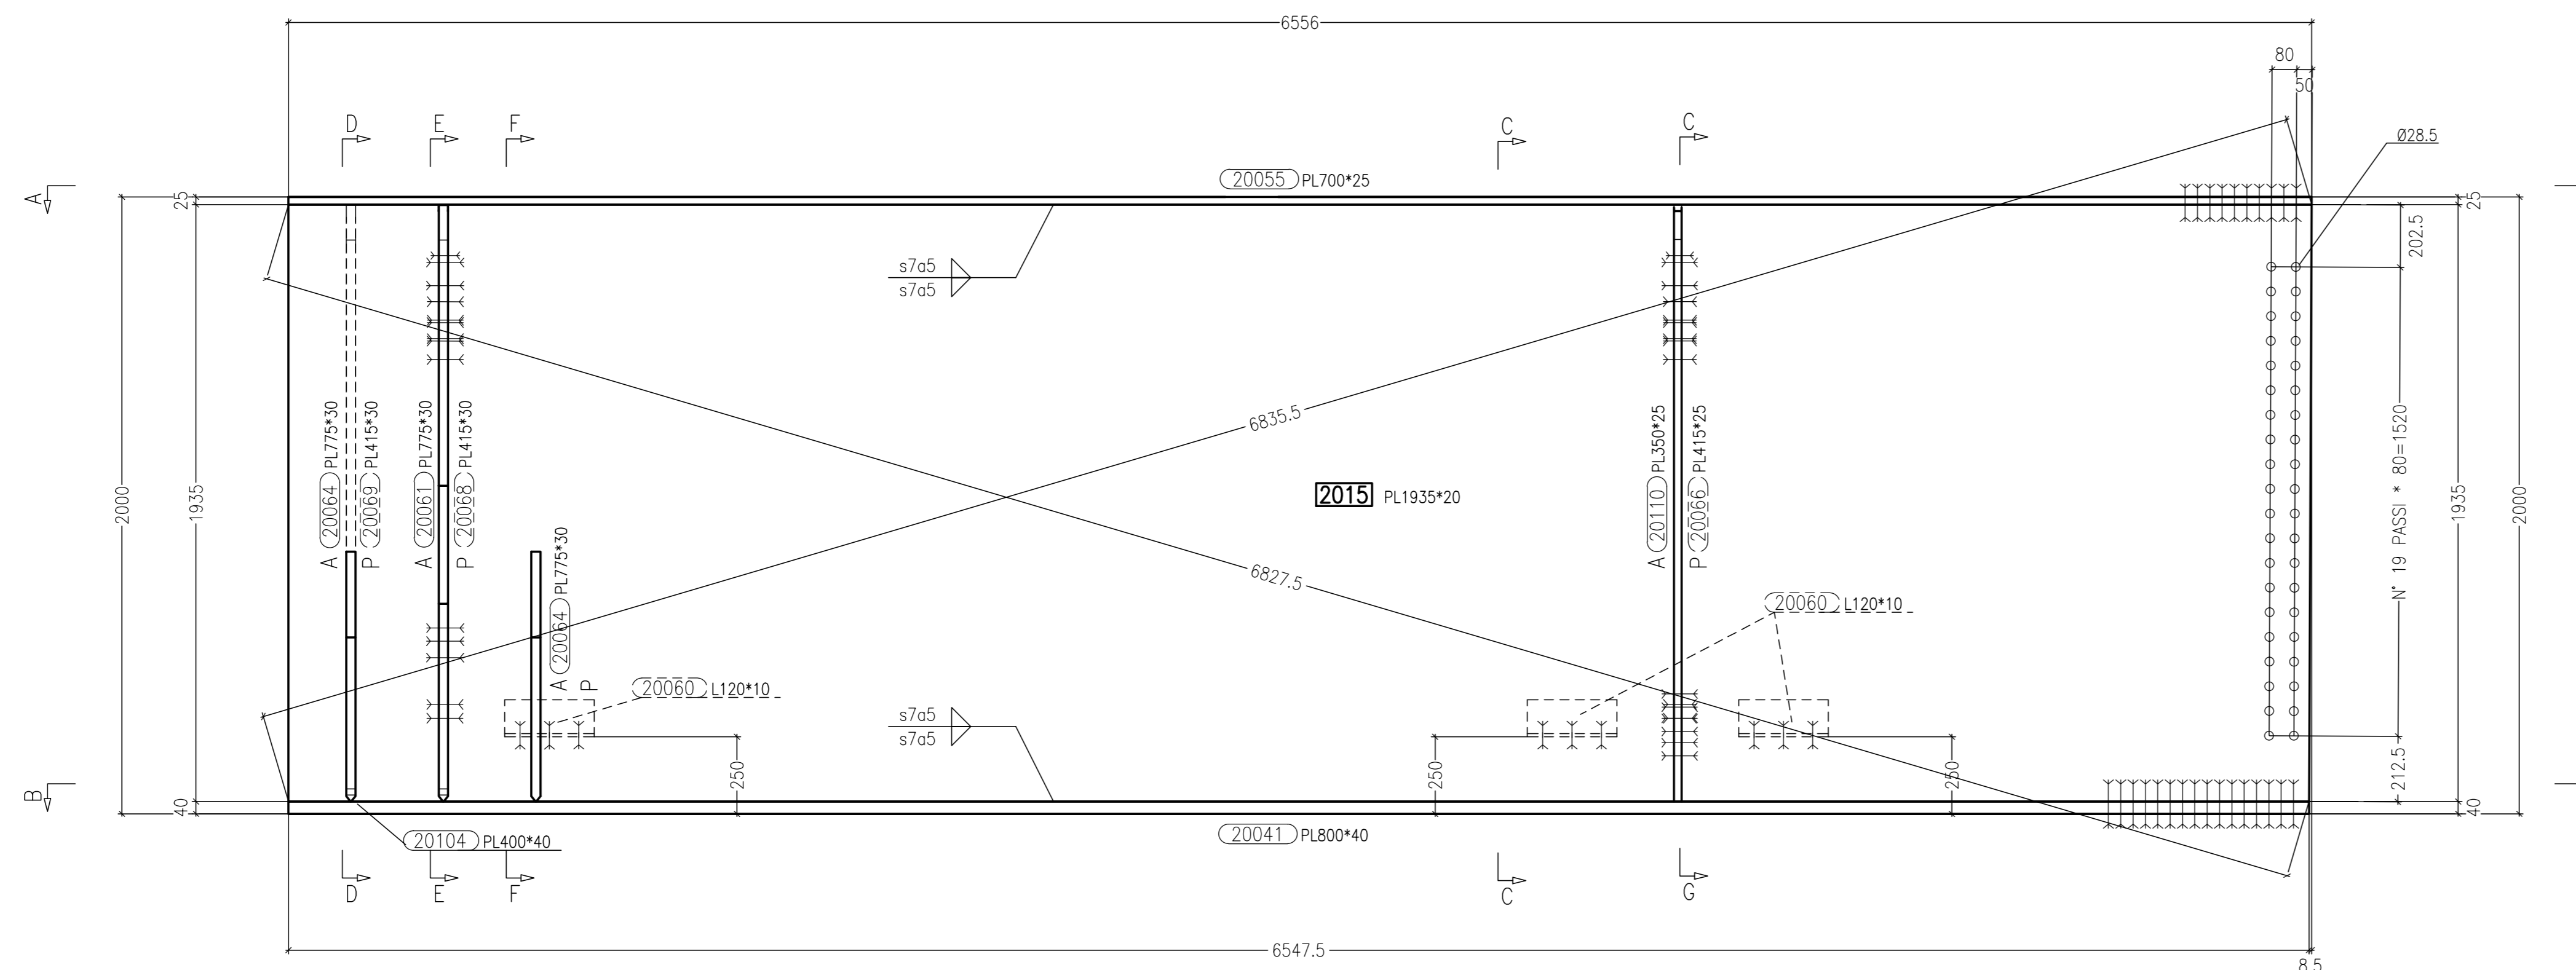 6556
80
50
D
E
F
C
C
Ø28.5
A
20055 PL700*25
25
25
202.5
s7a5
s7a5
6835.5
2000
1935
A 20064 PL775*30
P 20069 PL415*30
A 20061 PL775*30
P 20068 PL415*30
A 20064 PL775*30
P
2015 PL1935*20
A 20110 PL350*25
P 20066 PL415*25
N° 19 PASSI * 80=1520
1935
2000
6827.5
20060 L120*10
20060 L120*10
s7a5
s7a5
250
250
250
212.5
B
40
40
20104 PL400*40
20041 PL800*40
D
E
F
C
G
6547.5
8.5